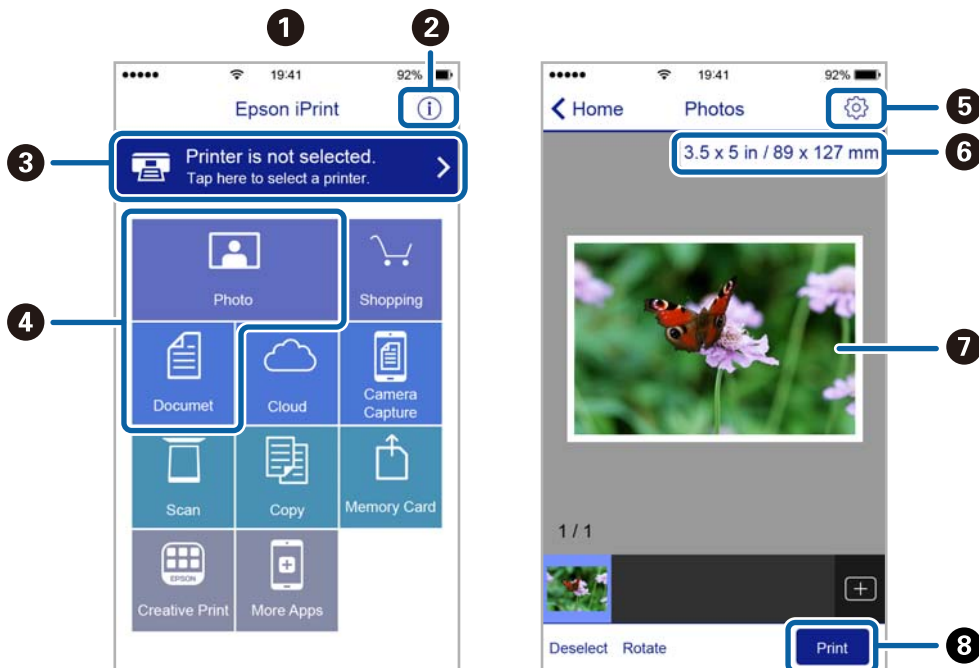 1
2
19:41
92%
Epson iPrint
3
Printer is not selected.
Tap here to select a printer.
4
Photo
Shopping
Documet
Cloud
Camera
Capture
Scan
Copy
Memory Card
EPSON
Creative Print
More Apps
19:41
92%
Home
Photos
5
3.5 x 5 in / 89 x 127 mm
6
7
1 / 1
Deselect
Rotate
Print
8